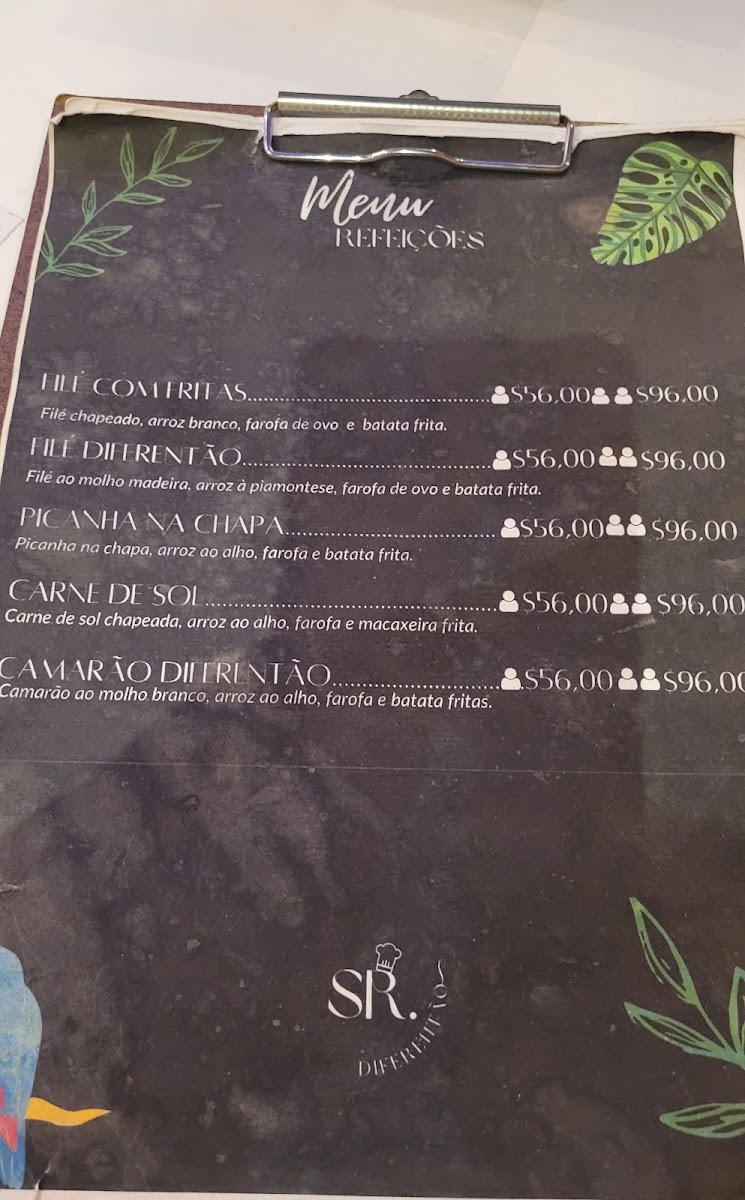 Menu
REFEIÇÕES
FILÉ COM FRITAS........................................................$56,00 $96,00
Filé chapeado, arroz branco, farofa de ovo e batata frita.
FILÉ DIFERENTÃO........................................................$56,00 $96,00
Filé ao molho madeira, arroz à piamontese, farofa de ovo e batata frita.
PICANHA NA CHAPA................................................$56,00 $96,00
Picanha na chapa, arroz ao alho, farofa e batata frita.
CARNE DE SOL................................................................$56,00 $96,00
Carne de sol chapeada, arroz ao alho, farofa e macaxeira frita.
CAMARÃO DIFERENTÃO......................................$56,00 $96,00
Camarão ao molho branco, arroz ao alho, farofa e batata fritas.
SR.
DIFERENTÃO